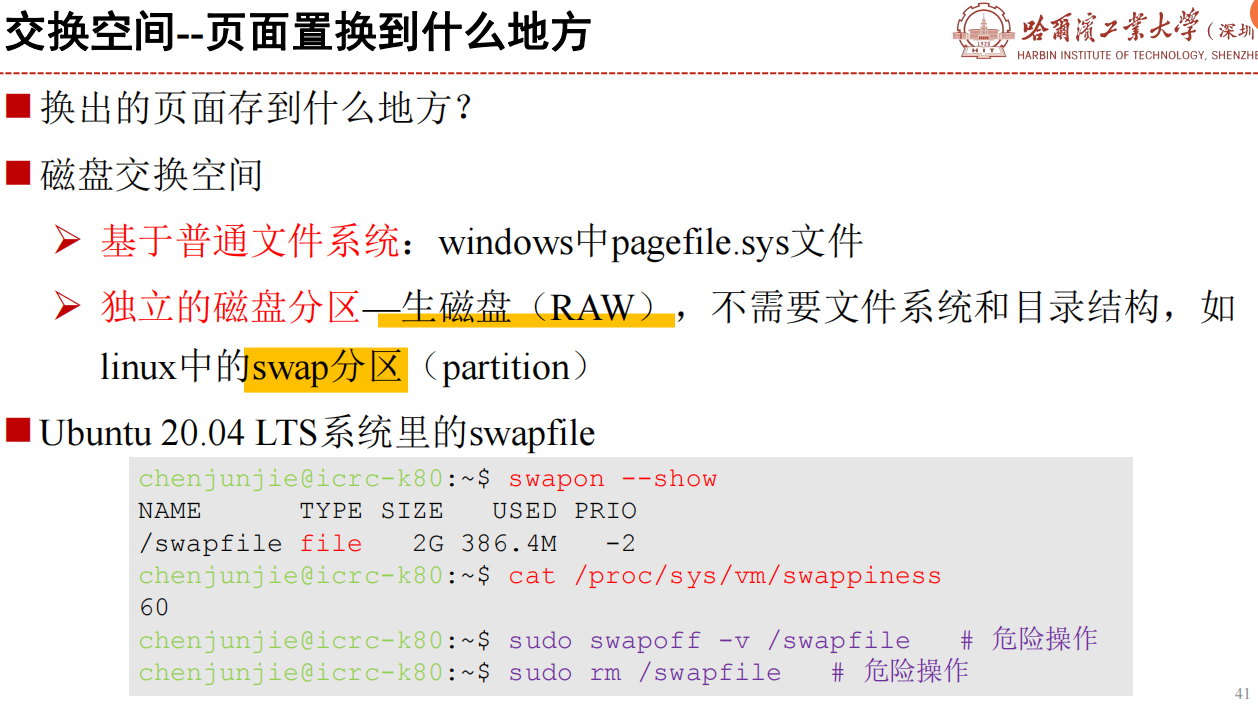 交换空间--页面置换到什么地方
哈尔滨工业大学（深圳
HARBIN INSTITUTE OF TECHNOLOGY, SHENZHE
1920
HIT
换出的页面存到什么地方？
磁盘交换空间
基于普通文件系统：windows中pagefile.sys文件
独立的磁盘分区—生磁盘（RAW），不需要文件系统和目录结构，如
linux中的swap分区（partition）
Ubuntu 20.04 LTS系统里的swapfile
chenjunjie@icrc-k80:~$ swapon --show
NAME TYPE SIZE USED PRIO
/swapfile file 2G 386.4M -2
chenjunjie@icrc-k80:~$ cat /proc/sys/vm/swappiness
60
chenjunjie@icrc-k80:~$ sudo swapoff -v /swapfile # 危险操作
chenjunjie@icrc-k80:~$ sudo rm /swapfile # 危险操作
41